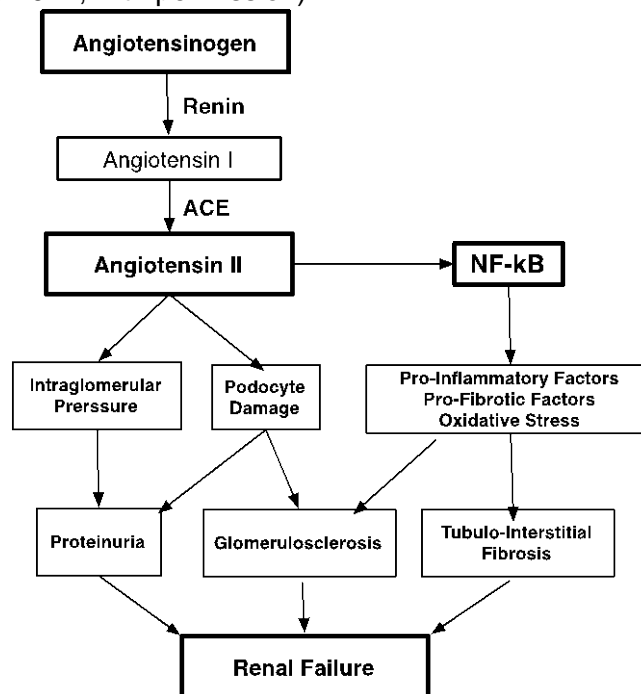 Angiotensinogen
Renin
Angiotensin I
ACE
Angiotensin II
NF-kB
Intraglomerular
Prerssure
Podocyte
Damage
Pro-Inflammatory Factors
Pro-Fibrotic Factors
Oxidative Stress
Proteinuria
Glomerulosclerosis
Tubulo-Interstitial
Fibrosis
Renal Failure